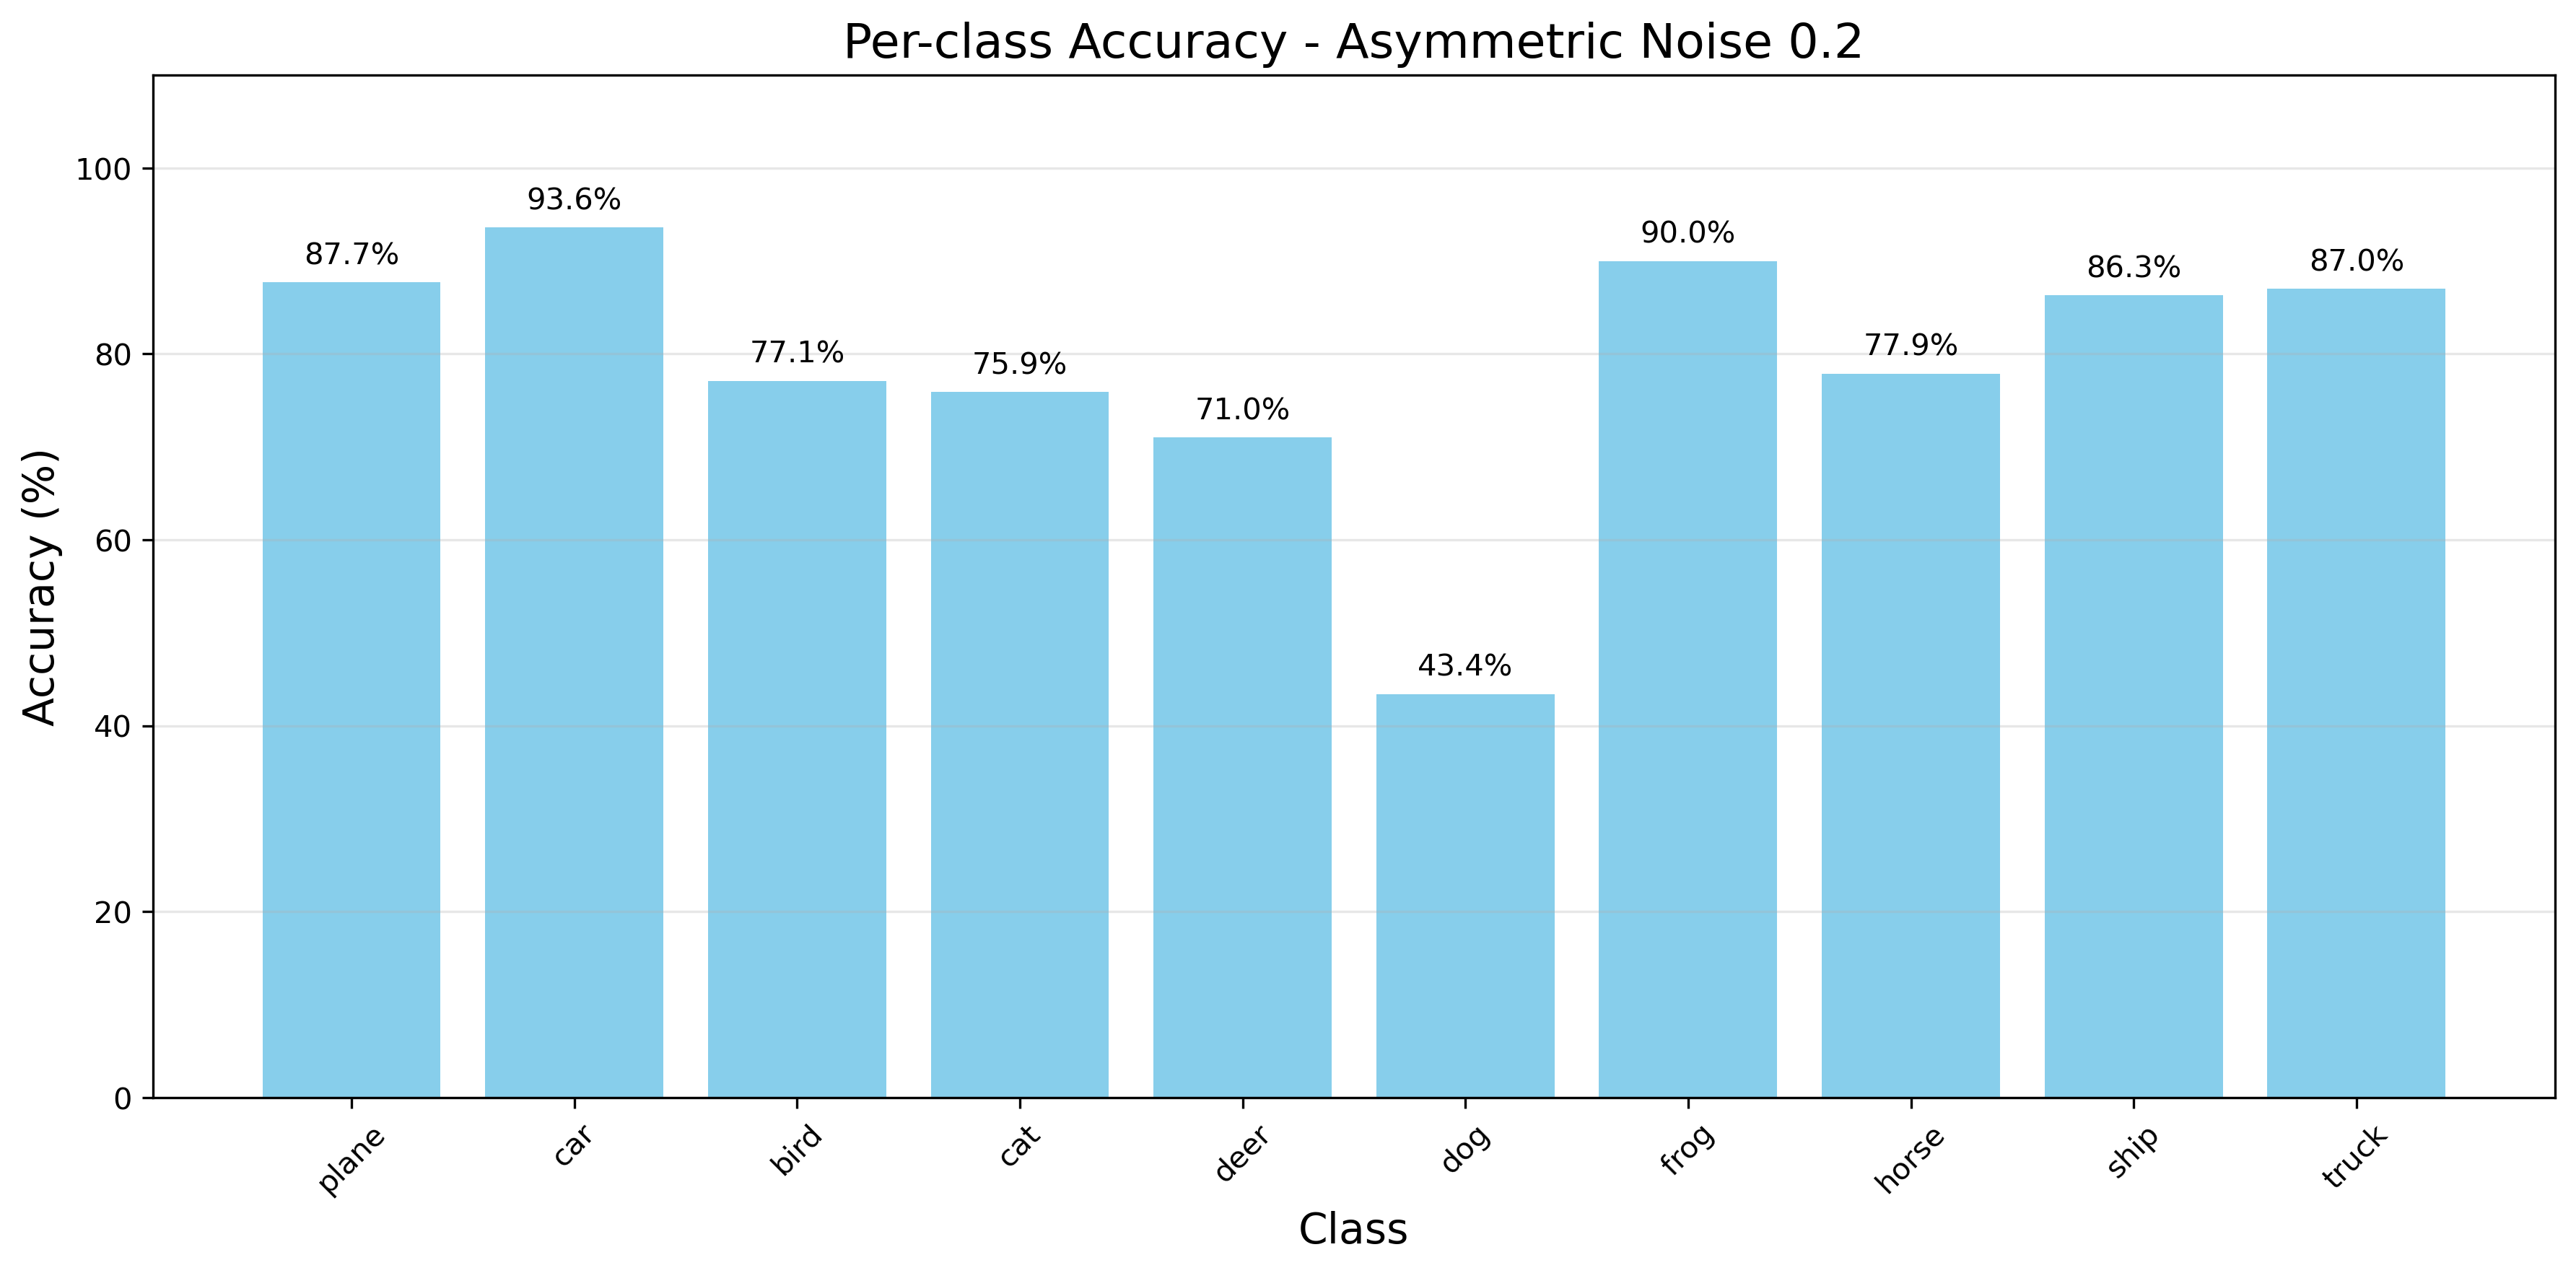 Per-class Accuracy - Asymmetric Noise 0.2
Accuracy (%)
100
80
60
40
20
0
87.7%
93.6%
77.1%
75.9%
71.0%
43.4%
90.0%
77.9%
86.3%
87.0%
plane
car
bird
cat
deer
dog
frog
horse
ship
truck
Class